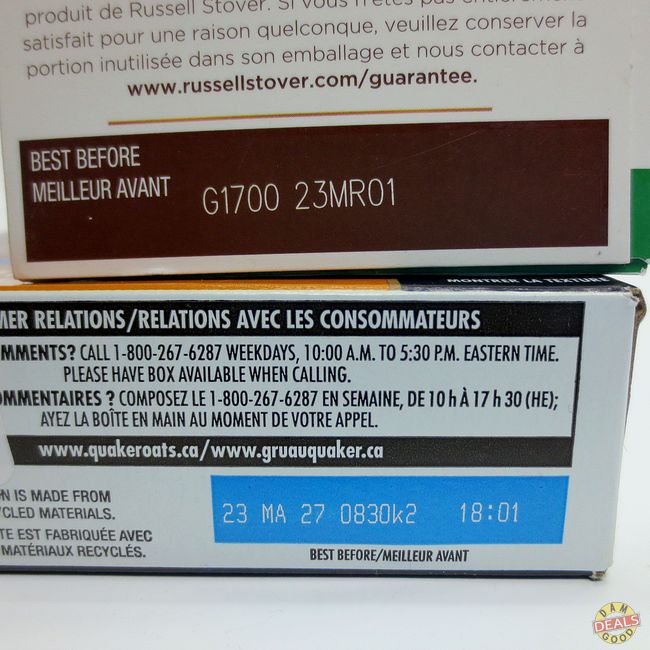 produit de Russell Stover. Si vous n'êtes pas entièrement
satisfait pour une raison quelconque, veuillez conserver la
portion inutilisée dans son emballage et nous contacter à
www.russellstover.com/guarantee.
BEST BEFORE
MEILLEUR AVANT
G1700 23MR01
MONTRER LA TEXTURE
MER RELATIONS/RELATIONS AVEC LES CONSOMMATEURS
MMENTS? CALL 1-800-267-6287 WEEKDAYS, 10:00 A.M. TO 5:30 P.M. EASTERN TIME.
PLEASE HAVE BOX AVAILABLE WHEN CALLING.
MMENTAIRES ? COMPOSEZ LE 1-800-267-6287 EN SEMAINE, DE 10 h À 17 h 30 (HE);
AYEZ LA BOÎTE EN MAIN AU MOMENT DE VOTRE APPEL.
www.quakeroats.ca/www.gruauquaker.ca
N IS MADE FROM
CLED MATERIALS.
TE EST FABRIQUÉE AVEC
MATÉRIAUX RECYCLÉS.
23 MA 27 0830k2 18:01
BEST BEFORE/MEILLEUR AVANT
DAM
DEALS
GOOD